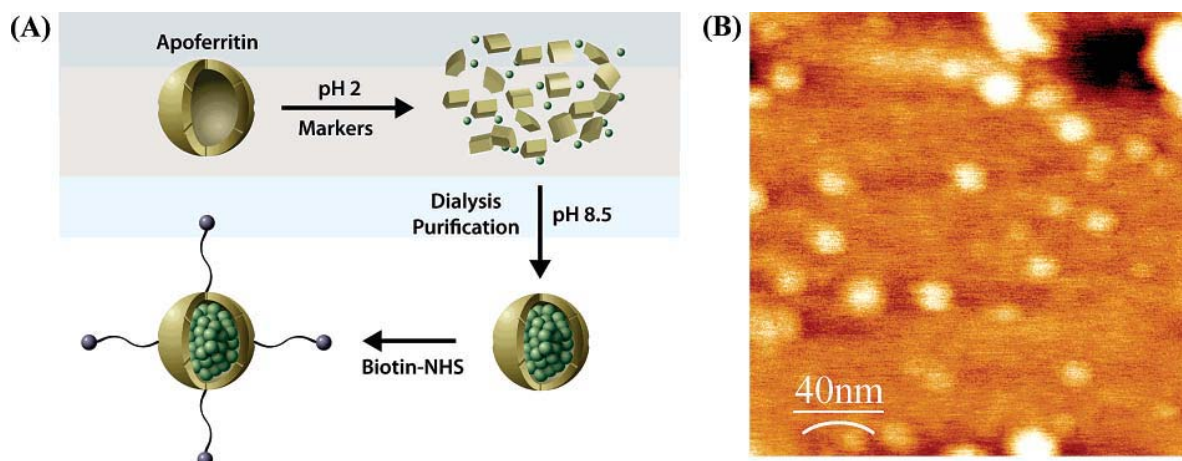 (A)
Apoferritin
pH 2
Markers
Dialysis
Purification
pH 8.5
Biotin-NHS
(B)
40nm